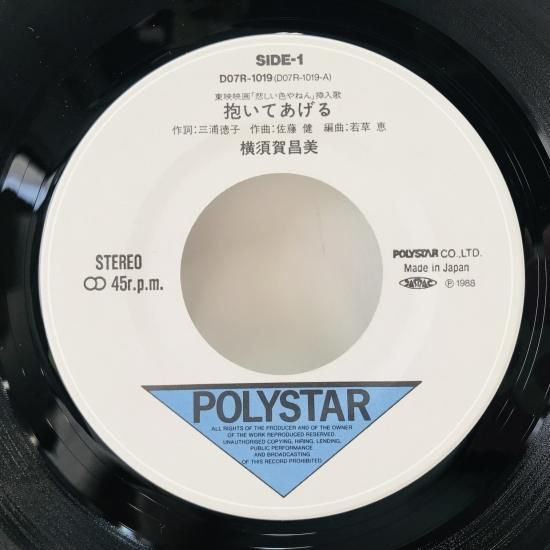 SIDE-1
D07R-1019 (D07R-1019-A)
東映映画「悲しい色やねん」挿入歌
抱いてあげる
作詞:三浦徳子 作曲:佐藤 健 編曲:若草 恵
横須賀昌美
STEREO
45r.p.m.
POLYSTAR CO.,LTD.
Made in Japan
℗ 1988
POLYSTAR
ALL RIGHTS OF THE PRODUCER AND OF THE OWNER
OF THE WORK REPRODUCED RESERVED.
UNAUTHORISED COPYING, HIRING, LENDING,
PUBLIC PERFORMANCE
AND BROADCASTING
OF THIS RECORD PROHIBITED.